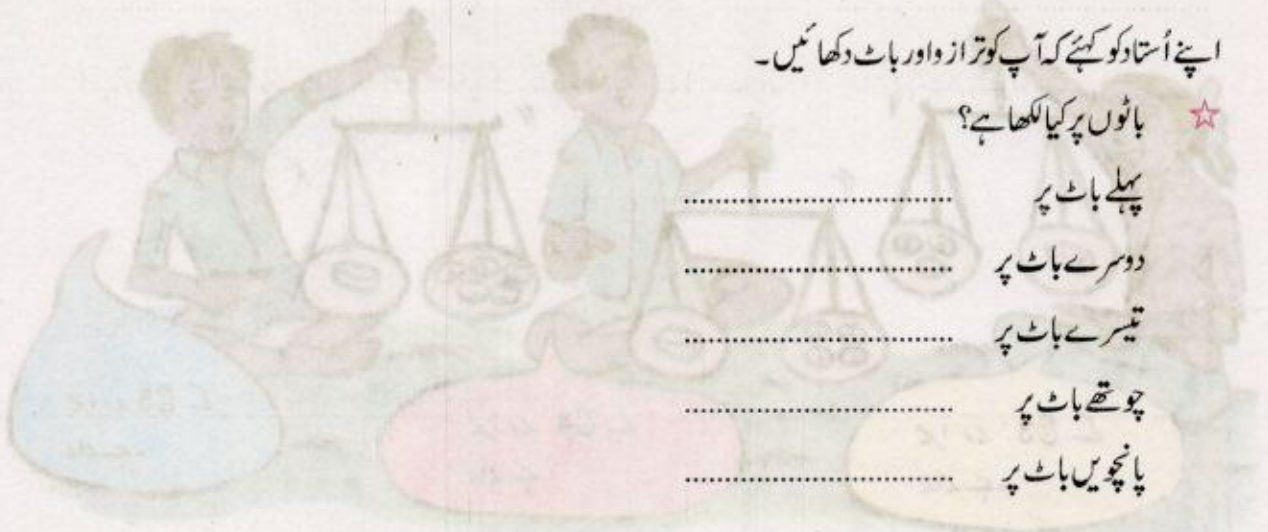 اپنے اُستاد کو کہئے کہ آپ کو ترازو اور باٹ دکھائیں۔
☆ باٹوں پر کیا لکھا ہے؟
پہلے باٹ پر ........................................
دوسرے باٹ پر ........................................
تیسرے باٹ پر ........................................
چوتھے باٹ پر ........................................
پانچویں باٹ پر ........................................